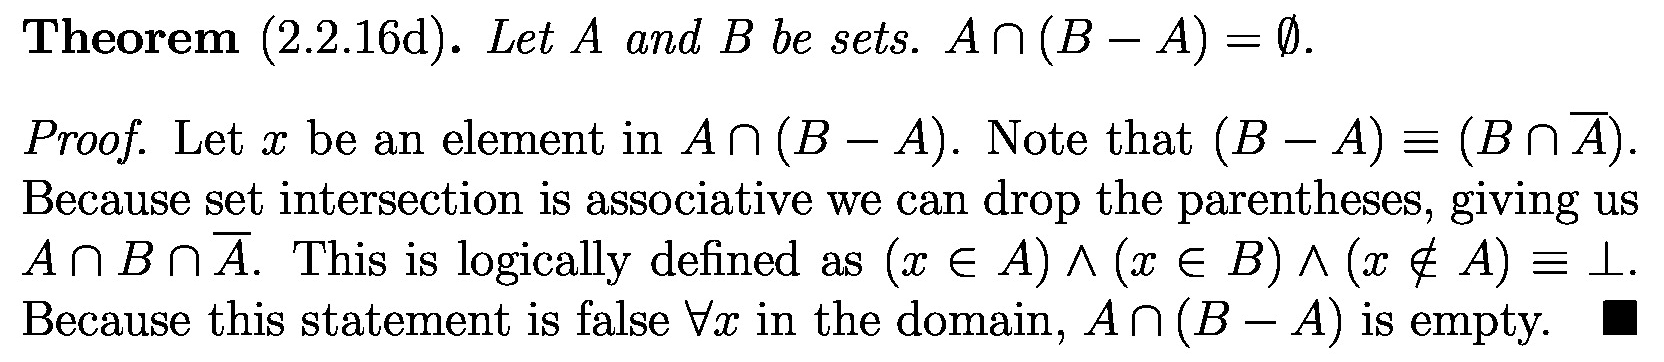 Theorem (2.2.16d). Let A and B be sets. A ∩ (B − A) = ∅.
Proof. Let x be an element in A ∩ (B − A). Note that (B − A) ≡ (B ∩ A̅).
Because set intersection is associative we can drop the parentheses, giving us
A ∩ B ∩ A̅. This is logically defined as (x ∈ A) ∧ (x ∈ B) ∧ (x ∉ A) ≡ ⊥.
Because this statement is false ∀x in the domain, A ∩ (B − A) is empty. ■